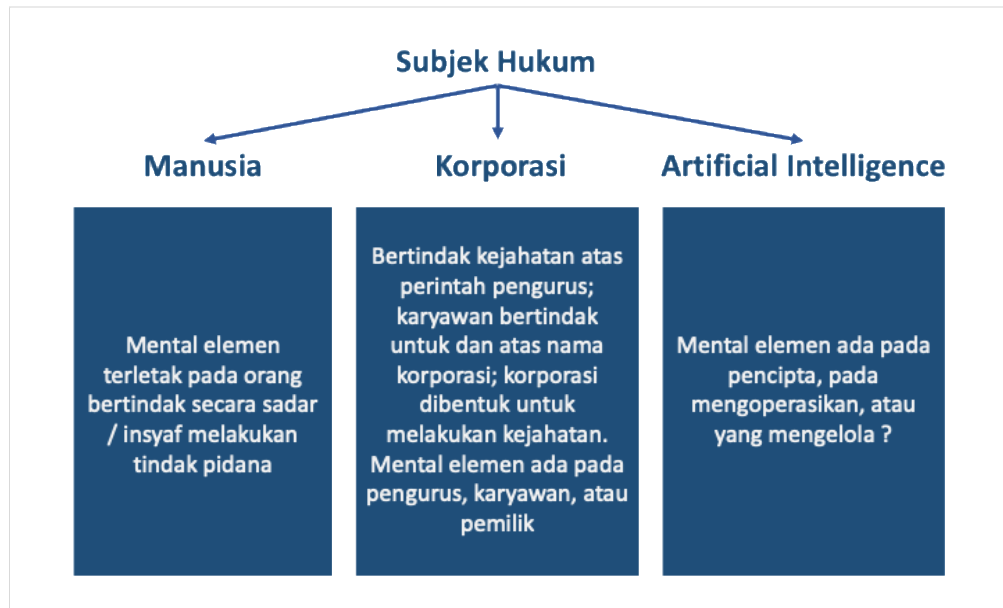 Subjek Hukum
Manusia
Korporasi
Artificial Intelligence
Mental elemen
terletak pada orang
bertindak secara sadar
/ insyaf melakukan
tindak pidana
Bertindak kejahatan atas
perintah pengurus;
karyawan bertindak
untuk dan atas nama
korporasi; korporasi
dibentuk untuk
melakukan kejahatan.
Mental elemen ada pada
pengurus, karyawan, atau
pemilik
Mental elemen ada pada
pencipta, pada
mengoperasikan, atau
yang mengelola ?